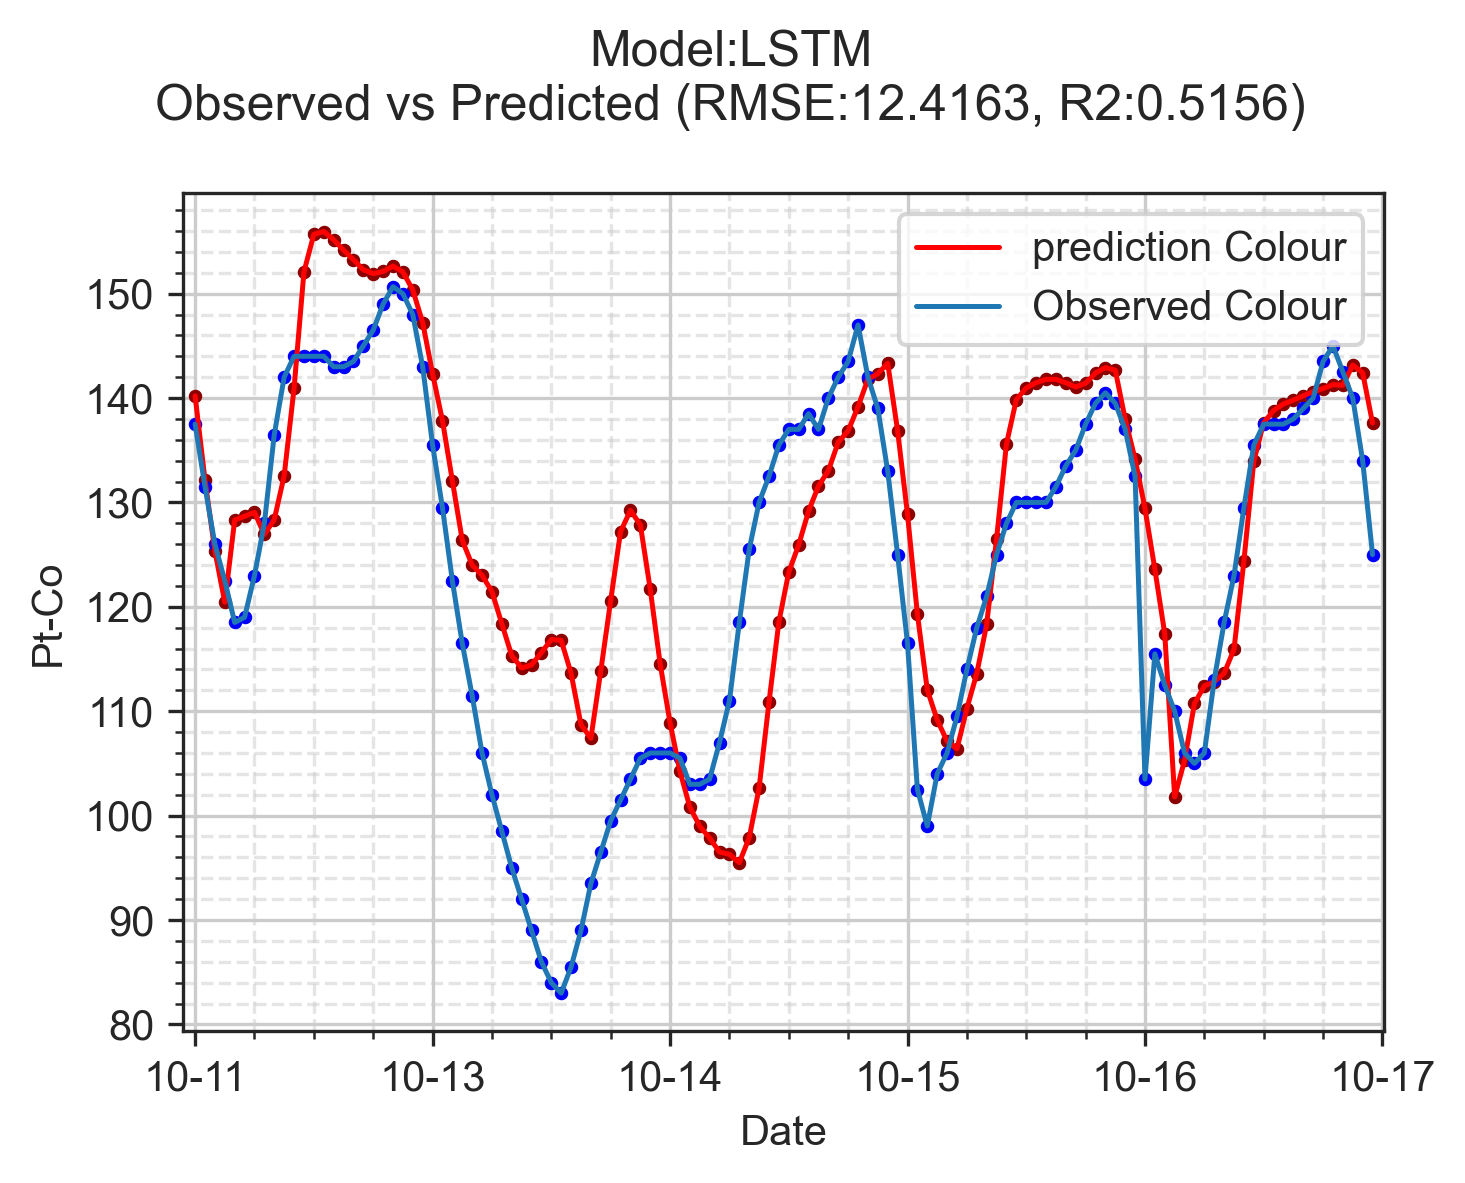 Model:LSTM
Observed vs Predicted (RMSE:12.4163, R2:0.5156)
prediction Colour
Observed Colour
150
140
130
120
110
100
90
80
Pt-Co
10-11 10-13 10-14 10-15 10-16 10-17
Date